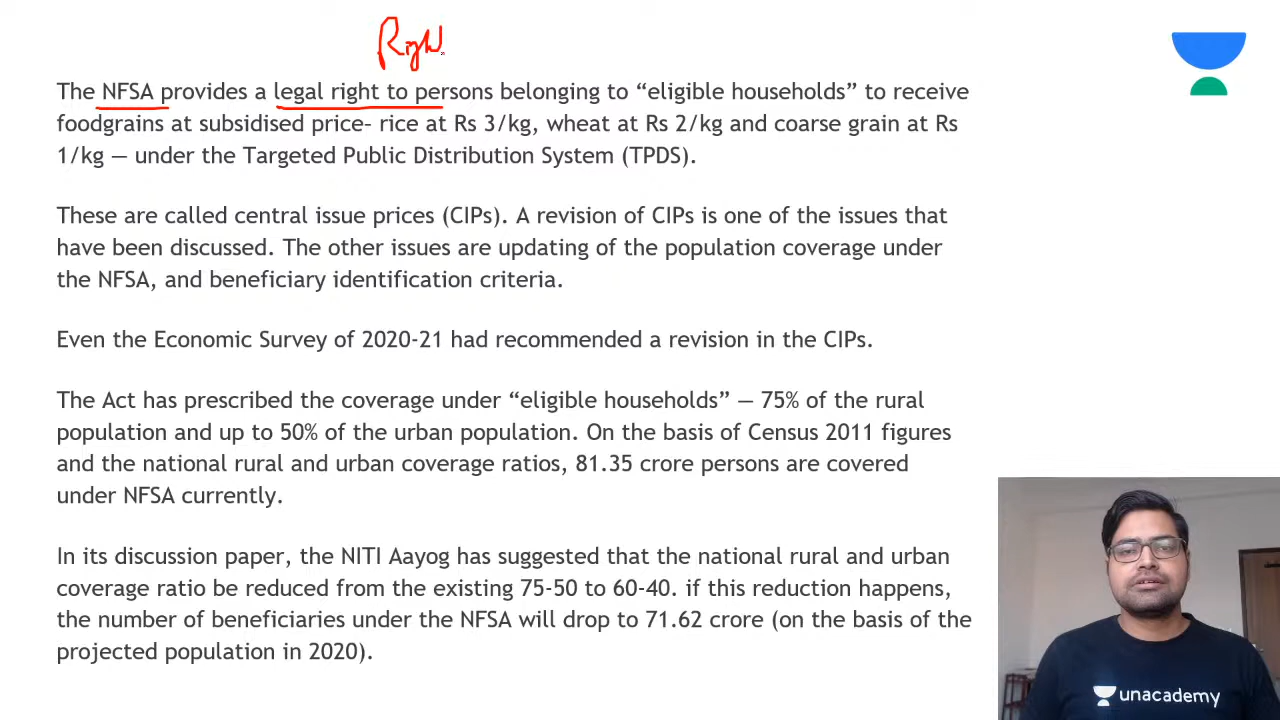 Right
The NFSA provides a legal right to persons belonging to “eligible households” to receive
foodgrains at subsidised price– rice at Rs 3/kg, wheat at Rs 2/kg and coarse grain at Rs
1/kg — under the Targeted Public Distribution System (TPDS).
These are called central issue prices (CIPs). A revision of CIPs is one of the issues that
have been discussed. The other issues are updating of the population coverage under
the NFSA, and beneficiary identification criteria.
Even the Economic Survey of 2020-21 had recommended a revision in the CIPs.
The Act has prescribed the coverage under “eligible households” — 75% of the rural
population and up to 50% of the urban population. On the basis of Census 2011 figures
and the national rural and urban coverage ratios, 81.35 crore persons are covered
under NFSA currently.
In its discussion paper, the NITI Aayog has suggested that the national rural and urban
coverage ratio be reduced from the existing 75-50 to 60-40. if this reduction happens,
the number of beneficiaries under the NFSA will drop to 71.62 crore (on the basis of the
projected population in 2020).
unacademy